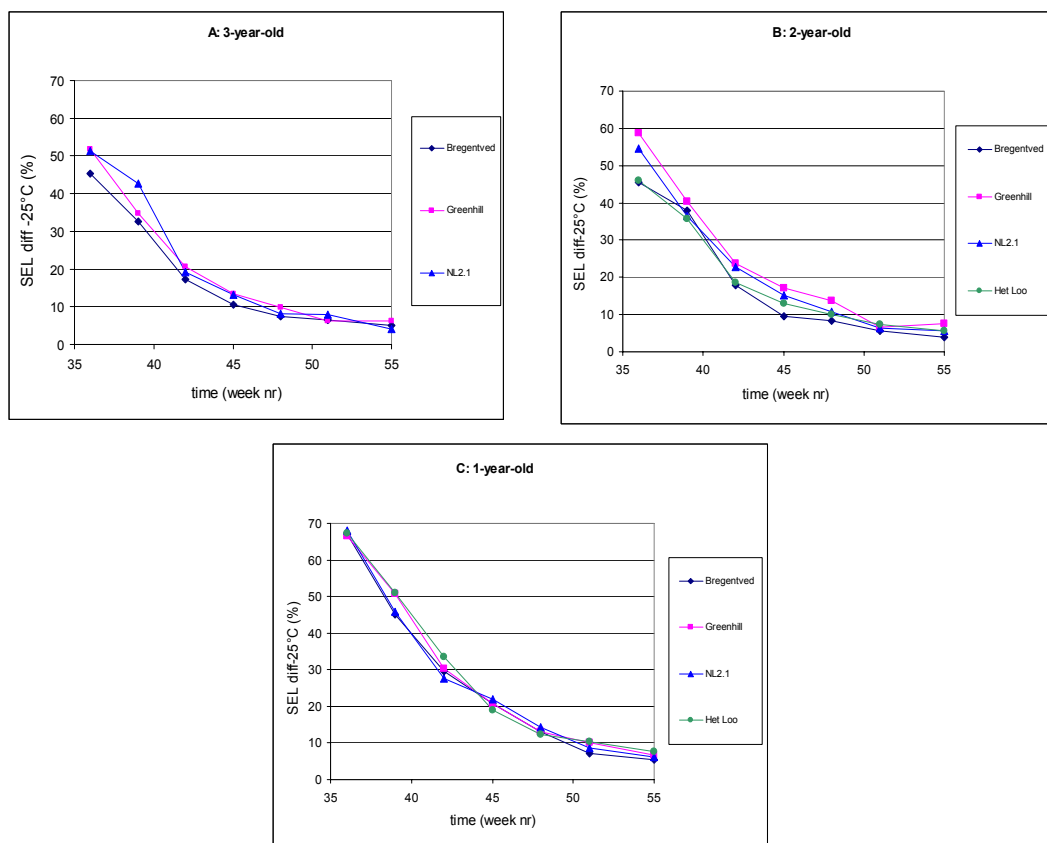 A: 3-year-old
SEL diff -25°C (%)
70
60
50
40
30
20
10
0
35 40 45 50 55
time (week nr)
Bregentved
Greenhill
NL2.1
B: 2-year-old
SEL diff-25°C (%)
70
60
50
40
30
20
10
0
35 40 45 50 55
time (week nr)
Bregentved
Greenhill
NL2.1
Het Loo
C: 1-year-old
SEL diff-25°C (%)
70
60
50
40
30
20
10
0
35 40 45 50 55
time (week nr)
Bregentved
Greenhill
NL2.1
Het Loo